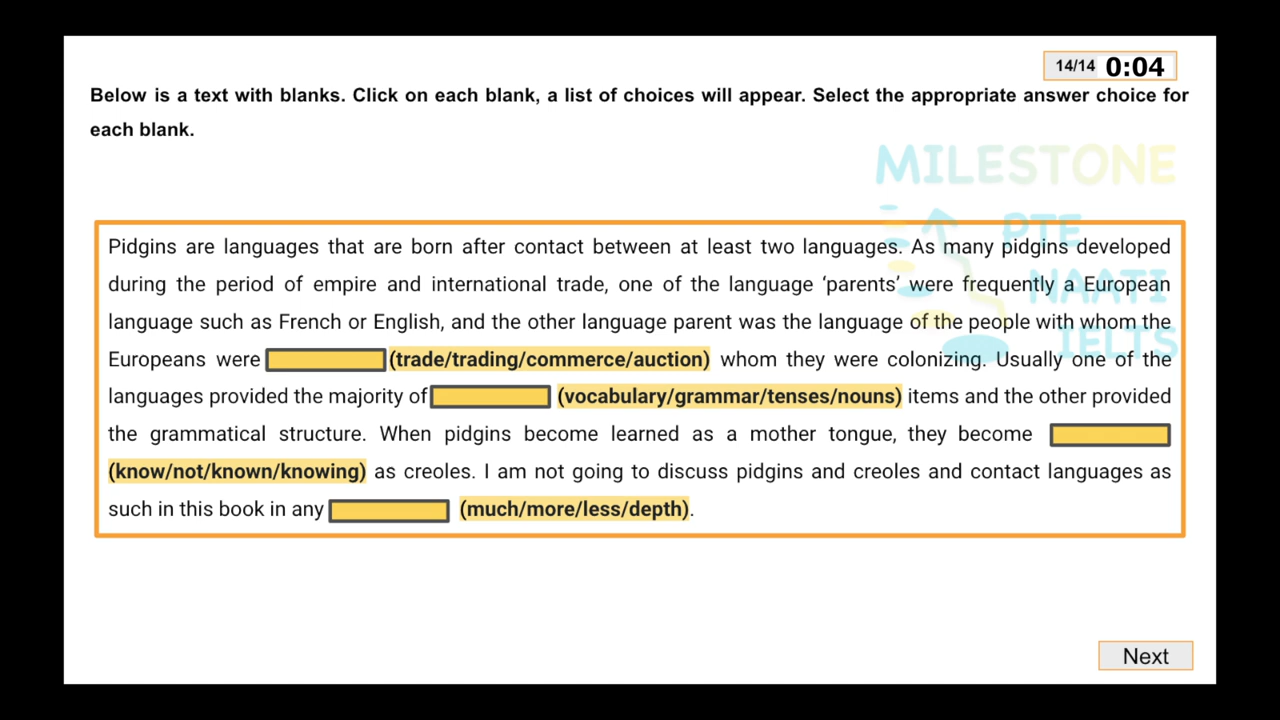 14/14 0:04
Below is a text with blanks. Click on each blank, a list of choices will appear. Select the appropriate answer choice for
each blank.
MILESTONE
PTE
NAATI
IELTS
Pidgins are languages that are born after contact between at least two languages. As many pidgins developed
during the period of empire and international trade, one of the language ‘parents’ were frequently a European
language such as French or English, and the other language parent was the language of the people with whom the
Europeans were (trade/trading/commerce/auction) whom they were colonizing. Usually one of the
languages provided the majority of (vocabulary/grammar/tenses/nouns) items and the other provided
the grammatical structure. When pidgins become learned as a mother tongue, they become
(know/not/known/knowing) as creoles. I am not going to discuss pidgins and creoles and contact languages as
such in this book in any (much/more/less/depth).
Next